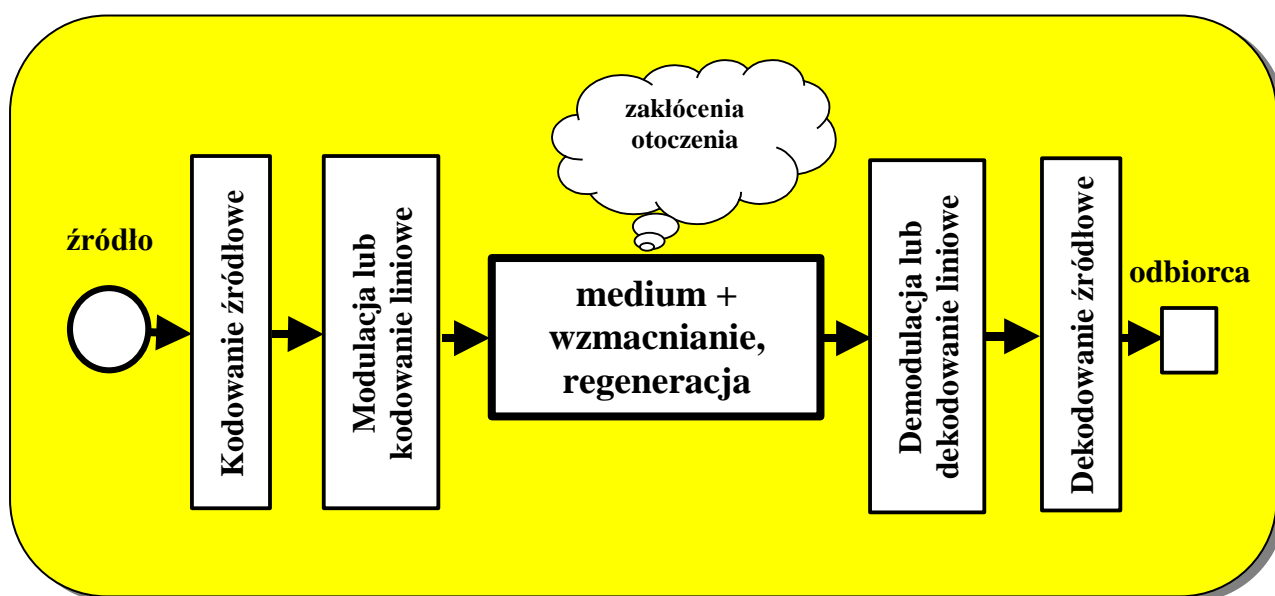 źródło
Kodowanie źródłowe
Modulacja lub
kodowanie liniowe
zakłócenia
otoczenia
medium +
wzmacnianie,
regeneracja
Demodulacja lub
dekodowanie liniowe
Dekodowanie źródłowe
odbiorca